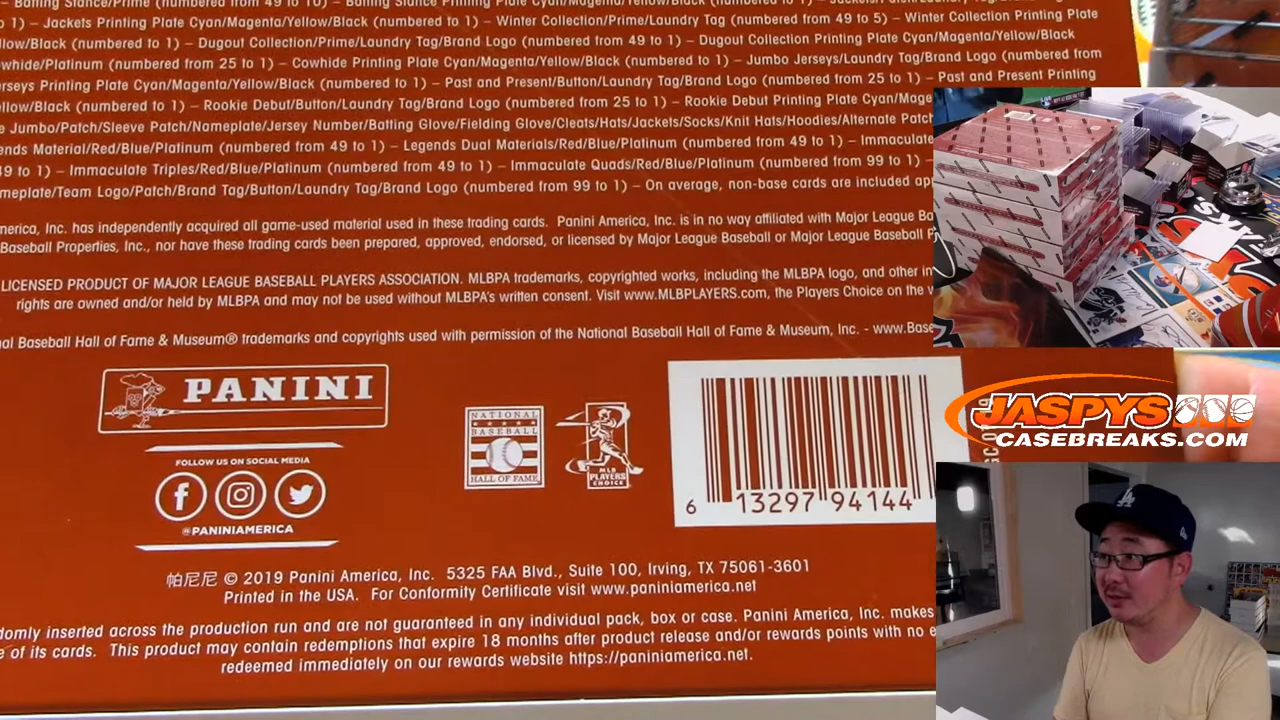 – Batting Stance/Prime (numbered from 49 to 10) – Batting Stance Printing Plate Cyan/Magenta/Yellow/Black (numbered to 1) –
to 1) – Jackets Printing Plate Cyan/Magenta/Yellow/Black (numbered to 1) – Winter Collection/Prime/Laundry Tag (numbered from 49 to 5) – Winter Collection Printing Plate
llow/Black (numbered to 1) – Dugout Collection/Prime/Laundry Tag/Brand Logo (numbered from 49 to 1) – Dugout Collection Printing Plate Cyan/Magenta/Yellow/Black
whide/Platinum (numbered from 25 to 1) – Cowhide Printing Plate Cyan/Magenta/Yellow/Black (numbered to 1) – Jumbo Jerseys/Laundry Tag/Brand Logo (numbered from
erseys Printing Plate Cyan/Magenta/Yellow/Black (numbered to 1) – Past and Present/Button/Laundry Tag/Brand Logo (numbered from 25 to 1) – Past and Present Printing
ellow/Black (numbered to 1) – Rookie Debut/Button/Laundry Tag/Brand Logo (numbered from 25 to 1) – Rookie Debut Printing Plate Cyan/Mage
e Jumbo/Patch/Sleeve Patch/Nameplate/Jersey Number/Batting Glove/Fielding Glove/Cleats/Hats/Jackets/Socks/Knit Hats/Hoodies/Alternate Patch
ends Material/Red/Blue/Platinum (numbered from 49 to 1) – Legends Dual Materials/Red/Blue/Platinum (numbered from 49 to 1) – Immaculate
49 to 1) – Immaculate Triples/Red/Blue/Platinum (numbered from 49 to 1) – Immaculate Quads/Red/Blue/Platinum (numbered from 99 to 1) –
meplate/Team Logo/Patch/Brand Tag/Button/Laundry Tag/Brand Logo (numbered from 99 to 1) – On average, non-base cards are included ap
merica, Inc. has independently acquired all game-used material used in these trading cards. Panini America, Inc. is in no way affiliated with Major League Ba
Baseball Properties, Inc., nor have these trading cards been prepared, approved, endorsed, or licensed by Major League Baseball or Major League Baseball P
LICENSED PRODUCT OF MAJOR LEAGUE BASEBALL PLAYERS ASSOCIATION. MLBPA trademarks, copyrighted works, including the MLBPA logo, and other in
rights are owned and/or held by MLBPA and may not be used without MLBPA's written consent. Visit www.MLBPLAYERS.com, the Players Choice on the w
nal Baseball Hall of Fame & Museum® trademarks and copyrights used with permission of the National Baseball Hall of Fame & Museum, Inc. - www.Base
PANINI
FOLLOW US ON SOCIAL MEDIA
@PANINIAMERICA
NATIONAL
BASEBALL
HALL OF FAME
MLB
PLAYERS
CHOICE
6 13297 94144
JASPYS
CASEBREAKS.COM
帕尼尼 © 2019 Panini America, Inc. 5325 FAA Blvd., Suite 100, Irving, TX 75061-3601
Printed in the USA. For Conformity Certificate visit www.paniniamerica.net
domly inserted across the production run and are not guaranteed in any individual pack, box or case. Panini America, Inc. makes
e of its cards. This product may contain redemptions that expire 18 months after product release and/or rewards points with no e
redeemed immediately on our rewards website https://paniniamerica.net.
LA